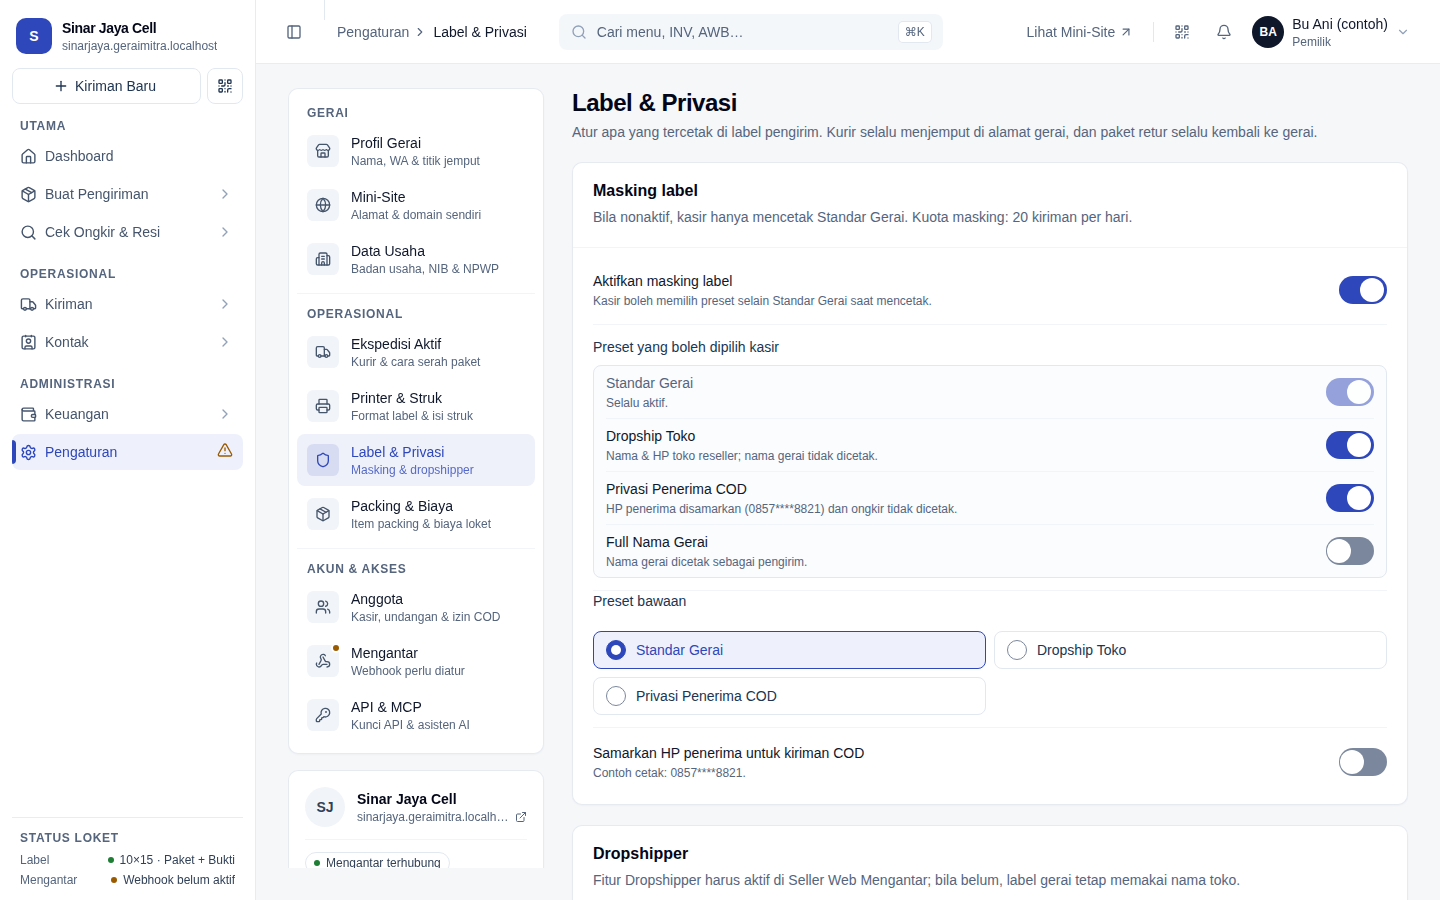 S
Sinar Jaya Cell
sinarjaya.geraimitra.localhost
Kiriman Baru
UTAMA
Dashboard
Buat Pengiriman
Cek Ongkir & Resi
OPERASIONAL
Kiriman
Kontak
ADMINISTRASI
Keuangan
Pengaturan
STATUS LOKET
Label 10×15 · Paket + Bukti
Mengantar Webhook belum aktif
Pengaturan > Label & Privasi
Cari menu, INV, AWB… ⌘K
Lihat Mini-Site
BA
Bu Ani (contoh)
Pemilik
GERAI
Profil Gerai
Nama, WA & titik jemput
Mini-Site
Alamat & domain sendiri
Data Usaha
Badan usaha, NIB & NPWP
OPERASIONAL
Ekspedisi Aktif
Kurir & cara serah paket
Printer & Struk
Format label & isi struk
Label & Privasi
Masking & dropshipper
Packing & Biaya
Item packing & biaya loket
AKUN & AKSES
Anggota
Kasir, undangan & izin COD
Mengantar
Webhook perlu diatur
API & MCP
Kunci API & asisten AI
SJ
Sinar Jaya Cell
sinarjaya.geraimitra.localh…
Mengantar terhubung
Label & Privasi
Atur apa yang tercetak di label pengirim. Kurir selalu menjemput di alamat gerai, dan paket retur selalu kembali ke gerai.
Masking label
Bila nonaktif, kasir hanya mencetak Standar Gerai. Kuota masking: 20 kiriman per hari.
Aktifkan masking label
Kasir boleh memilih preset selain Standar Gerai saat mencetak.
Preset yang boleh dipilih kasir
Standar Gerai
Selalu aktif.
Dropship Toko
Nama & HP toko reseller; nama gerai tidak dicetak.
Privasi Penerima COD
HP penerima disamarkan (0857****8821) dan ongkir tidak dicetak.
Full Nama Gerai
Nama gerai dicetak sebagai pengirim.
Preset bawaan
Standar Gerai
Dropship Toko
Privasi Penerima COD
Samarkan HP penerima untuk kiriman COD
Contoh cetak: 0857****8821.
Dropshipper
Fitur Dropshipper harus aktif di Seller Web Mengantar; bila belum, label gerai tetap memakai nama toko.